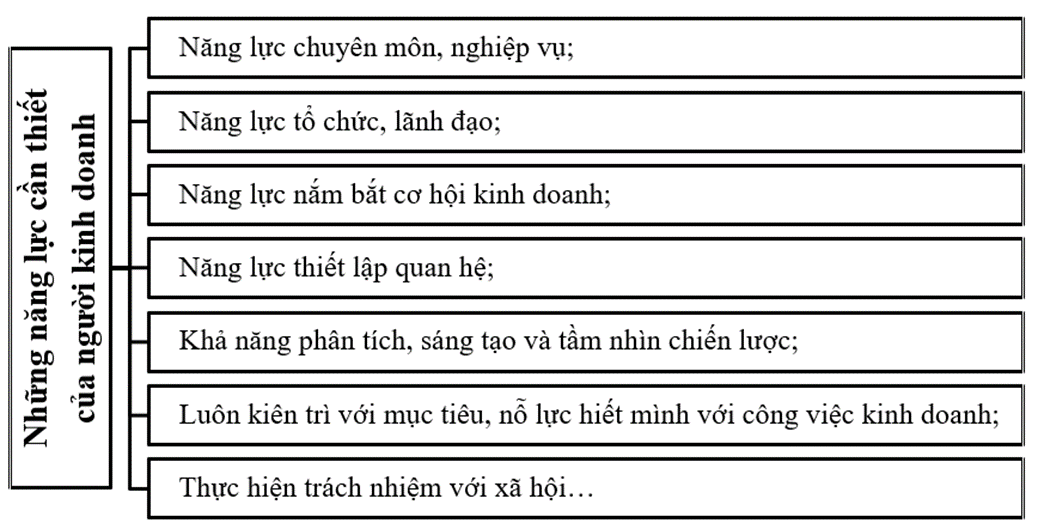 Những năng lực cần thiết
của người kinh doanh
Năng lực chuyên môn, nghiệp vụ;
Năng lực tổ chức, lãnh đạo;
Năng lực nắm bắt cơ hội kinh doanh;
Năng lực thiết lập quan hệ;
Khả năng phân tích, sáng tạo và tầm nhìn chiến lược;
Luôn kiên trì với mục tiêu, nỗ lực hiết mình với công việc kinh doanh;
Thực hiện trách nhiệm với xã hội…